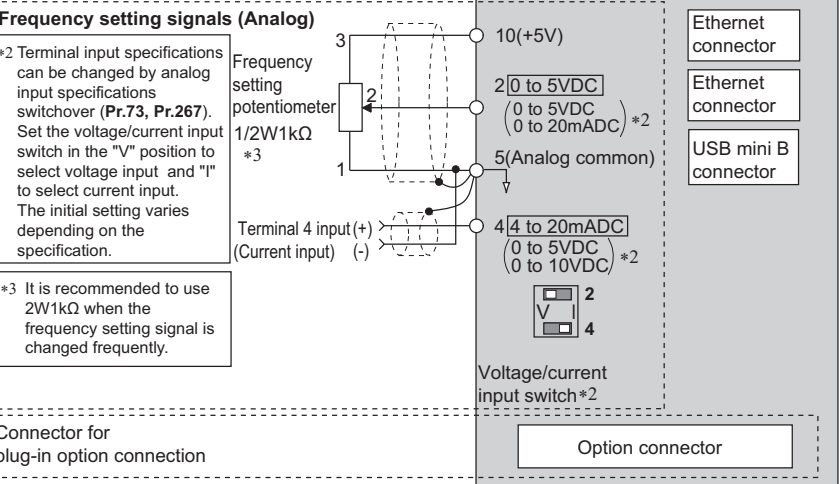 Frequency setting signals (Analog)
*2 Terminal input specifications
can be changed by analog
input specifications
switchover (Pr.73, Pr.267).
Set the voltage/current input
switch in the "V" position to
select voltage input and "I"
to select current input.
The initial setting varies
depending on the
specification.
*3 It is recommended to use
2W1kΩ when the
frequency setting signal is
changed frequently.
Frequency
setting
potentiometer
1/2W1kΩ
*3
3
2
1
Terminal 4 input (+)
(Current input) (-)
10(+5V)
2 0 to 5VDC
(0 to 5VDC
0 to 20mADC) *2
5(Analog common)
4 4 to 20mADC
(0 to 5VDC
0 to 10VDC) *2
2
V I
4
Voltage/current
input switch*2
Ethernet
connector
Ethernet
connector
USB mini B
connector
Connector for
plug-in option connection
Option connector